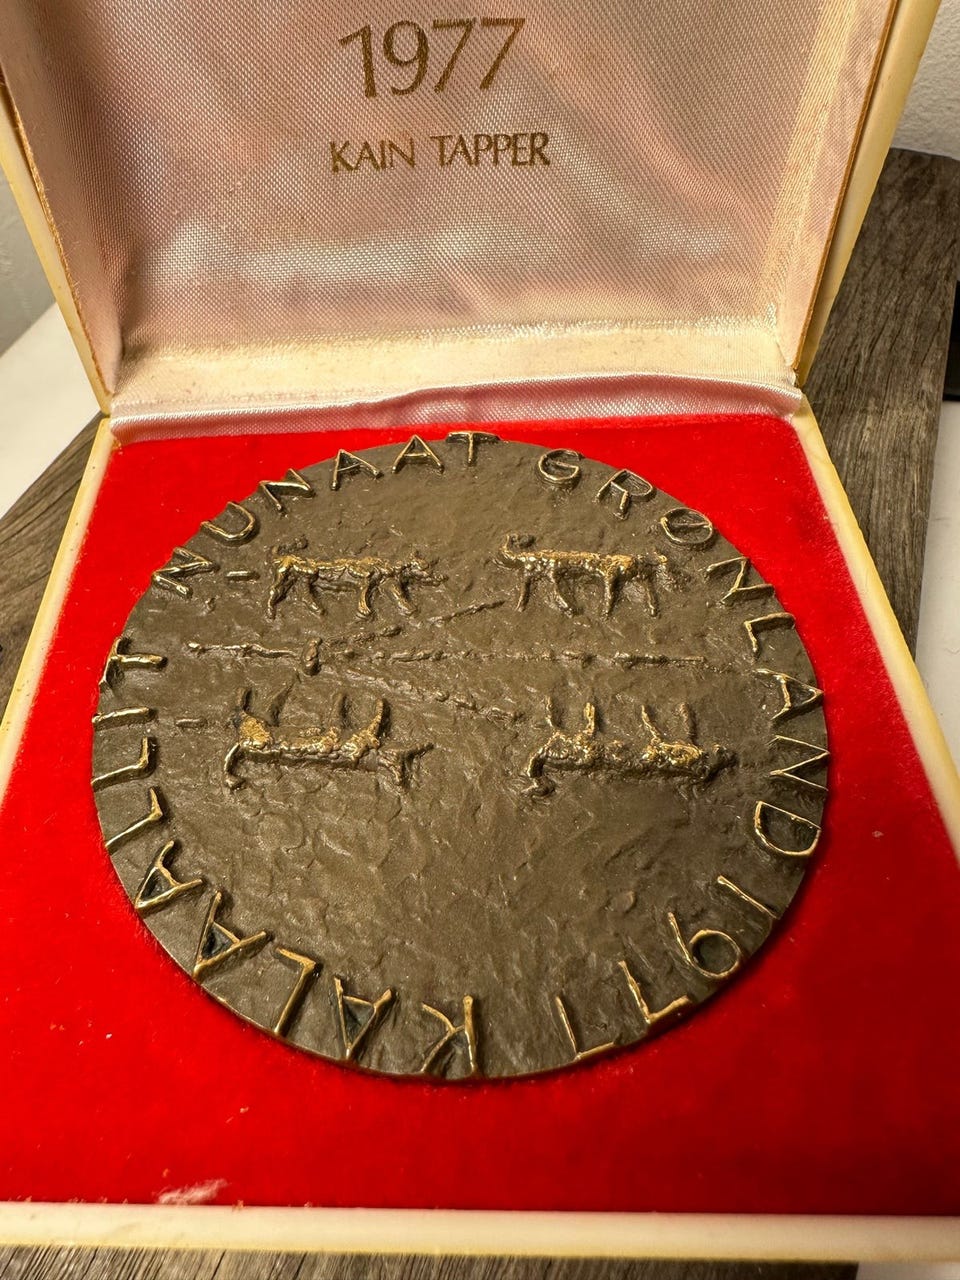 1977
KAIN TAPPER
KALAALLIT NUNAAT GRØNLAND 1977